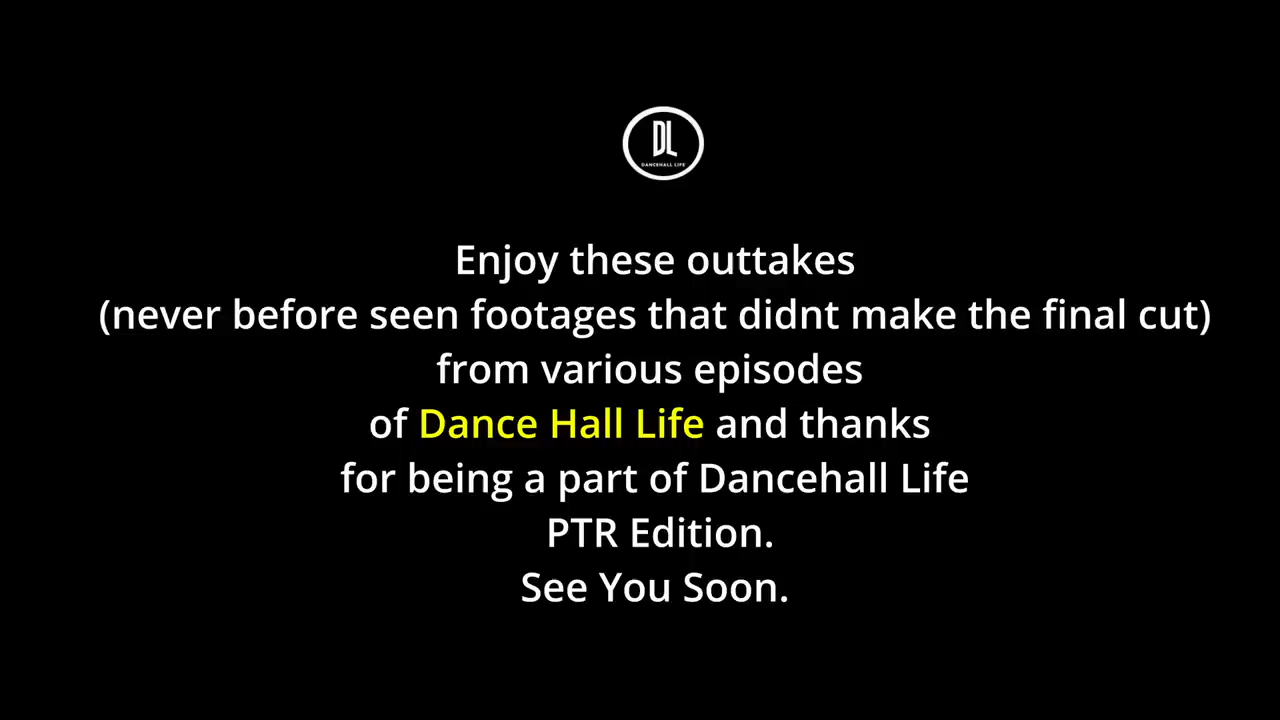 DL
DANCEHALL LIFE
Enjoy these outtakes
(never before seen footages that didnt make the final cut)
from various episodes
of Dance Hall Life and thanks
for being a part of Dancehall Life
PTR Edition.
See You Soon.